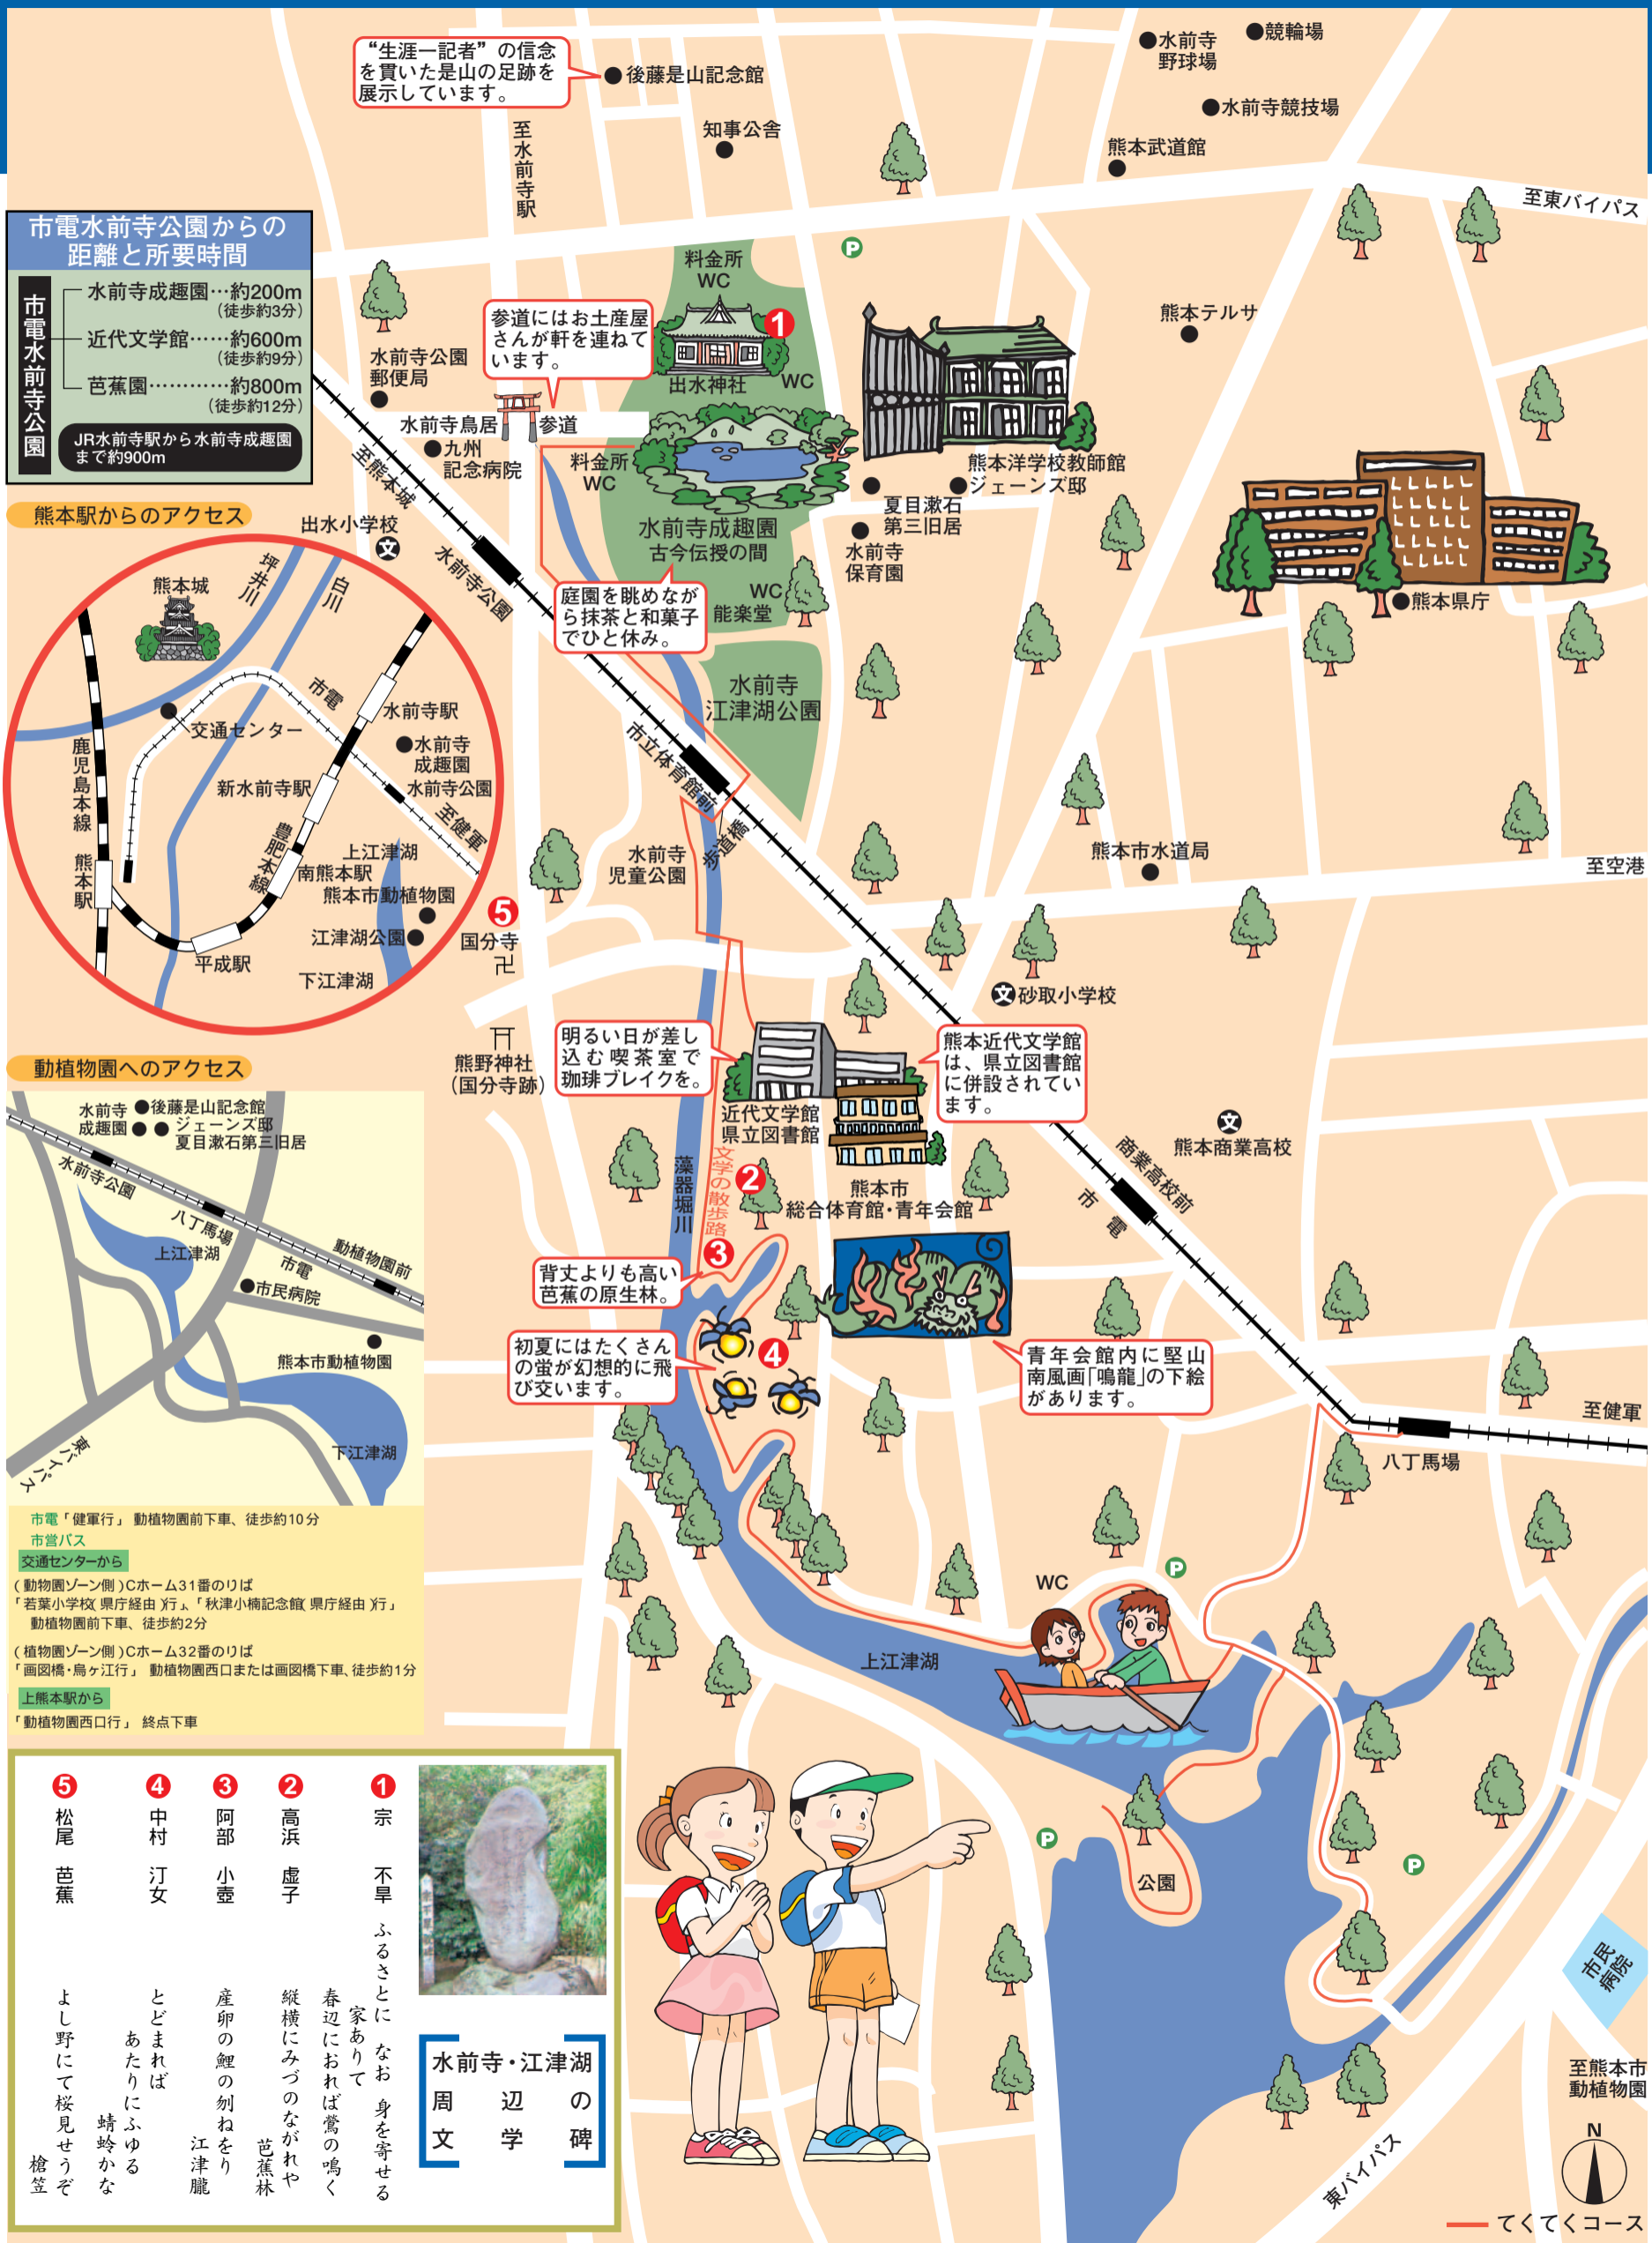 “生涯一記者”の信念
を貫いた是山の足跡を
展示しています。
後藤是山記念館
知事公舎
至水前寺駅
水前寺
野球場
競輪場
水前寺競技場
熊本武道館
至東バイパス
市電水前寺公園からの
距離と所要時間
市電水前寺公園
水前寺成趣園…約200m
(徒歩約3分)
近代文学館……約600m
(徒歩約9分)
芭蕉園…………約800m
(徒歩約12分)
JR水前寺駅から水前寺成趣園
まで約900m
料金所
WC
1
出水神社
WC
参道にはお土産屋
さんが軒を連ねて
います。
水前寺公園
郵便局
水前寺鳥居
参道
九州
記念病院
至熊本城
料金所
WC
水前寺成趣園
古今伝授の間
庭園を眺めなが
ら抹茶と和菓子
でひと休み。
WC
能楽堂
P
熊本テルサ
熊本洋学校教師館
ジェーンズ邸
夏目漱石
第三旧居
水前寺
保育園
熊本県庁
水前寺公園
水前寺
江津湖公園
市立体育館前
歩道橋
水前寺
児童公園
熊本市水道局
至空港
出水小学校
文
熊本駅からのアクセス
熊本城
坪井川
白川
市電
交通センター
水前寺駅
水前寺
成趣園
水前寺公園
至健軍
新水前寺駅
鹿児島本線
熊本駅
豊肥本線
南熊本駅
上江津湖
熊本市動植物園
江津湖公園
平成駅
下江津湖
5
国分寺
卍
熊野神社
(国分寺跡)
文
砂取小学校
明るい日が差し
込む喫茶室で
珈琲ブレイクを。
熊本近代文学館
は、県立図書館
に併設されてい
ます。
近代文学館
県立図書館
藻器堀川
文学の散歩路
2
3
熊本市
総合体育館・青年会館
文
熊本商業高校
商業高校前
市電
背丈よりも高い
芭蕉の原生林。
初夏にはたくさん
の蛍が幻想的に飛
び交います。
4
青年会館内に堅山
南風画「鳴龍」の下絵
があります。
至健軍
八丁馬場
動植物園へのアクセス
水前寺
成趣園
後藤是山記念館
ジェーンズ邸
夏目漱石第三旧居
水前寺公園
八丁馬場
市電
動植物園前
上江津湖
市民病院
熊本市動植物園
下江津湖
東バイパス
市電「健軍行」 動植物園前下車、徒歩約10分
市営バス
交通センターから
(動物園ゾーン側)Cホーム31番のりば
「若葉小学校(県庁経由)行」、「秋津小楠記念館(県庁経由)行」
動植物園前下車、徒歩約2分
(植物園ゾーン側)Cホーム32番のりば
「画図橋・鳥ヶ江行」 動植物園西口または画図橋下車、徒歩約1分
上熊本駅から
「動植物園西口行」 終点下車
WC
P
上江津湖
P
公園
P
市民
病院
至熊本市
動植物園
東バイパス
N
てくてくコース
水前寺・江津湖
周辺の
文学碑
1 宗 不旱 ふるさとに なお 身を寄せる
家ありて
春辺におれば鶯の鳴く
2 高浜 虚子 縦横にみづのながれや
芭蕉林
3 阿部 小壺 産卵の鯉の刎ねをり
江津朧
4 中村 汀女 とどまれば
あたりにふゆる
蜻蛉かな
5 松尾 芭蕉 よし野にて桜見せうぞ
檜笠